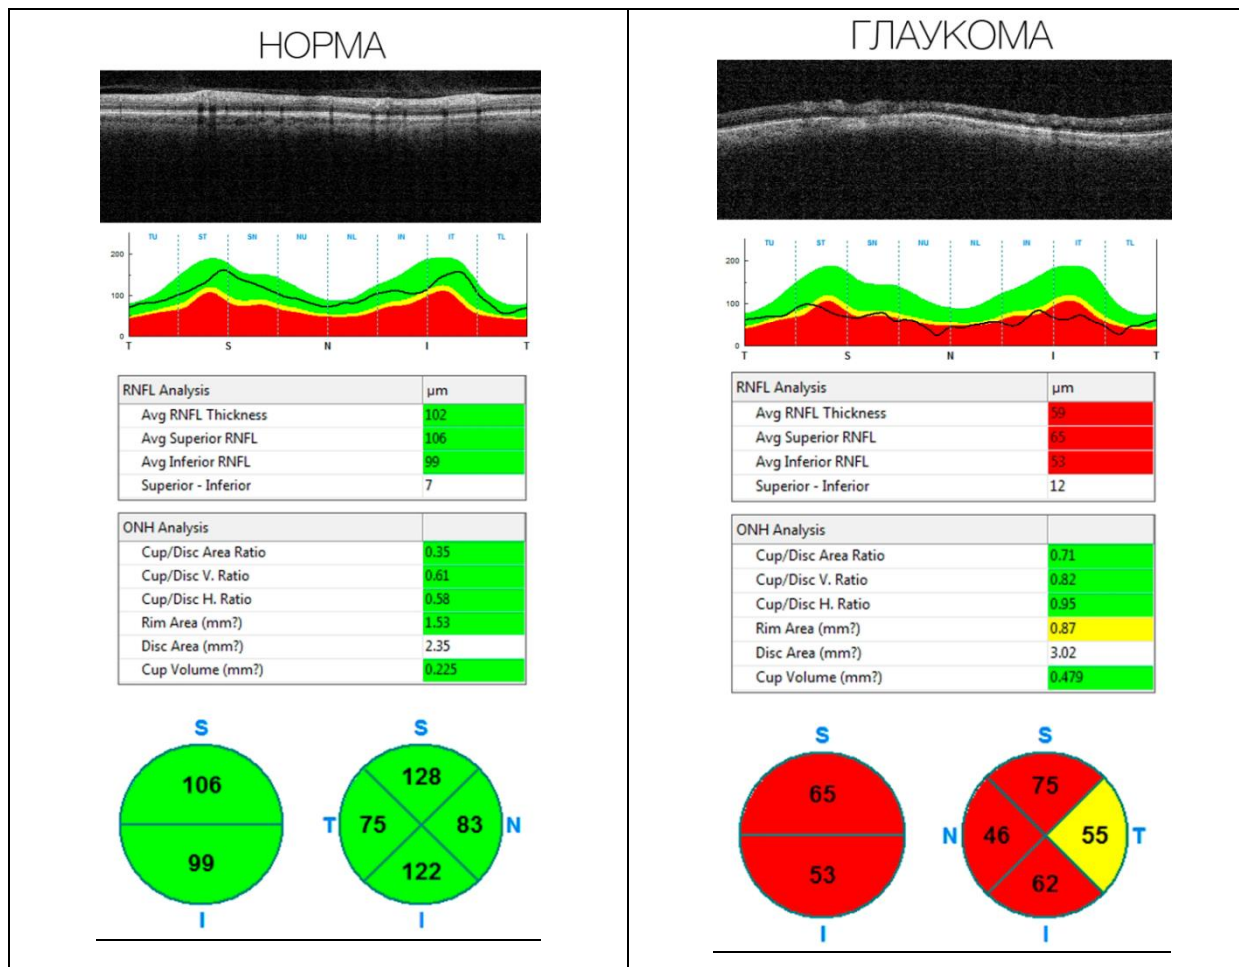 НОРМА
TU ST SN NU NL IN IT TL
200
100
0
T S N I T
RNFL Analysis µm
Avg RNFL Thickness 102
Avg Superior RNFL 106
Avg Inferior RNFL 99
Superior - Inferior 7
ONH Analysis
Cup/Disc Area Ratio 0.35
Cup/Disc V. Ratio 0.61
Cup/Disc H. Ratio 0.58
Rim Area (mm?) 1.53
Disc Area (mm?) 2.35
Cup Volume (mm?) 0.225
S
106
99
I
S
128
T 75 83 N
122
I
ГЛАУКОМА
TU ST SN NU NL IN IT TL
200
100
0
T S N I T
RNFL Analysis µm
Avg RNFL Thickness 59
Avg Superior RNFL 65
Avg Inferior RNFL 53
Superior - Inferior 12
ONH Analysis
Cup/Disc Area Ratio 0.71
Cup/Disc V. Ratio 0.82
Cup/Disc H. Ratio 0.95
Rim Area (mm?) 0.87
Disc Area (mm?) 3.02
Cup Volume (mm?) 0.479
S
65
53
I
S
75
N 46 55 T
62
I